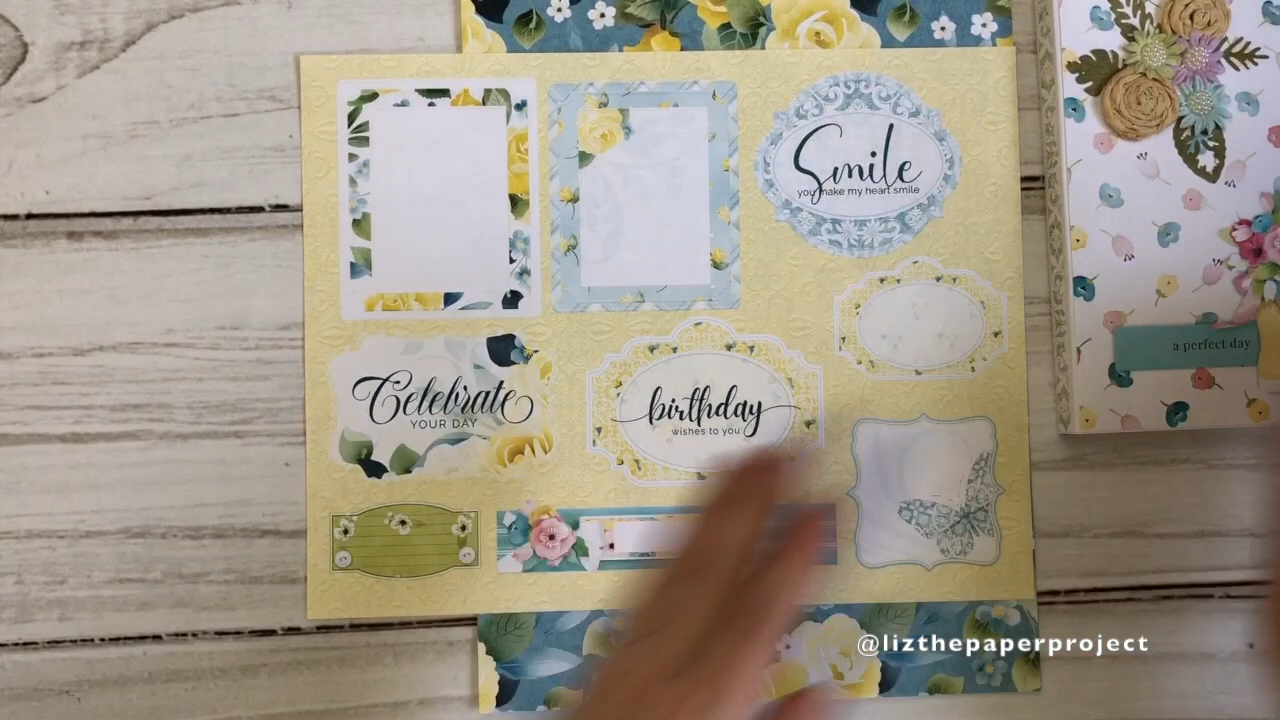 Smile
you make my heart smile
Celebrate
YOUR DAY
birthday
wishes to you
a perfect day
@lizthepaperproject